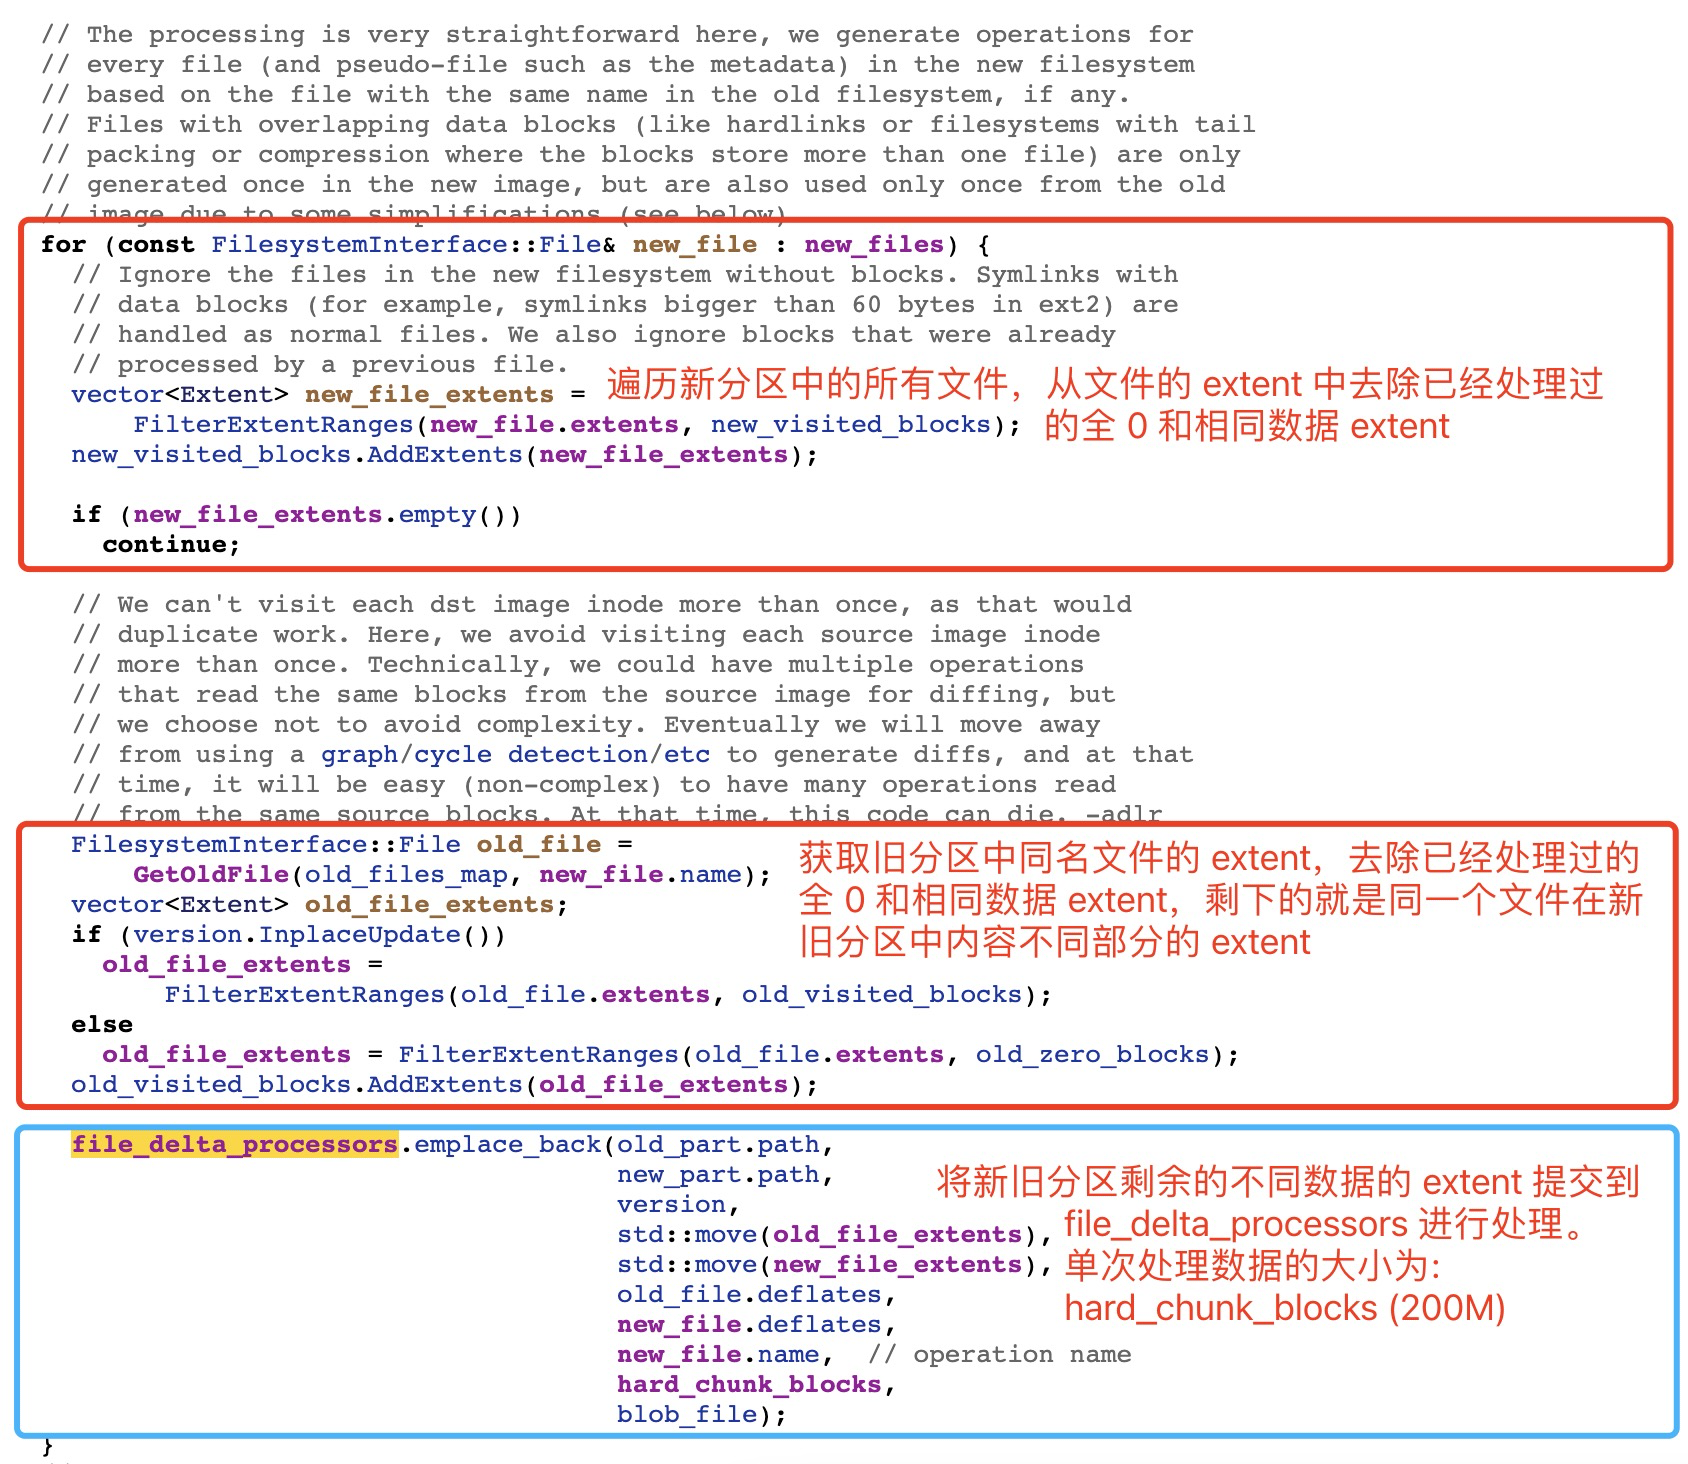 // The processing is very straightforward here, we generate operations for
// every file (and pseudo-file such as the metadata) in the new filesystem
// based on the file with the same name in the old filesystem, if any.
// Files with overlapping data blocks (like hardlinks or filesystems with tail
// packing or compression where the blocks store more than one file) are only
// generated once in the new image, but are also used only once from the old
// image due to some simplifications (see below)
for (const FilesystemInterface::File& new_file : new_files) {
// Ignore the files in the new filesystem without blocks. Symlinks with
// data blocks (for example, symlinks bigger than 60 bytes in ext2) are
// handled as normal files. We also ignore blocks that were already
// processed by a previous file.
vector<Extent> new_file_extents =
FilterExtentRanges(new_file.extents, new_visited_blocks);
遍历新分区中的所有文件，从文件的 extent 中去除已经处理过
的全 0 和相同数据 extent
new_visited_blocks.AddExtents(new_file_extents);
if (new_file_extents.empty())
continue;
// We can't visit each dst image inode more than once, as that would
// duplicate work. Here, we avoid visiting each source image inode
// more than once. Technically, we could have multiple operations
// that read the same blocks from the source image for diffing, but
// we choose not to avoid complexity. Eventually we will move away
// from using a graph/cycle detection/etc to generate diffs, and at that
// time, it will be easy (non-complex) to have many operations read
// from the same source blocks. At that time, this code can die. -adlr
FilesystemInterface::File old_file =
GetOldFile(old_files_map, new_file.name);
vector<Extent> old_file_extents;
if (version.InplaceUpdate())
old_file_extents =
FilterExtentRanges(old_file.extents, old_visited_blocks);
else
old_file_extents = FilterExtentRanges(old_file.extents, old_zero_blocks);
old_visited_blocks.AddExtents(old_file_extents);
获取旧分区中同名文件的 extent，去除已经处理过的
全 0 和相同数据 extent，剩下的就是同一个文件在新
旧分区中内容不同部分的 extent
file_delta_processors.emplace_back(old_part.path,
new_part.path,
version,
std::move(old_file_extents),
std::move(new_file_extents),
old_file.deflates,
new_file.deflates,
new_file.name,  // operation name
hard_chunk_blocks,
blob_file);
将新旧分区剩余的不同数据的 extent 提交到
file_delta_processors 进行处理。
单次处理数据的大小为:
hard_chunk_blocks (200M)
}